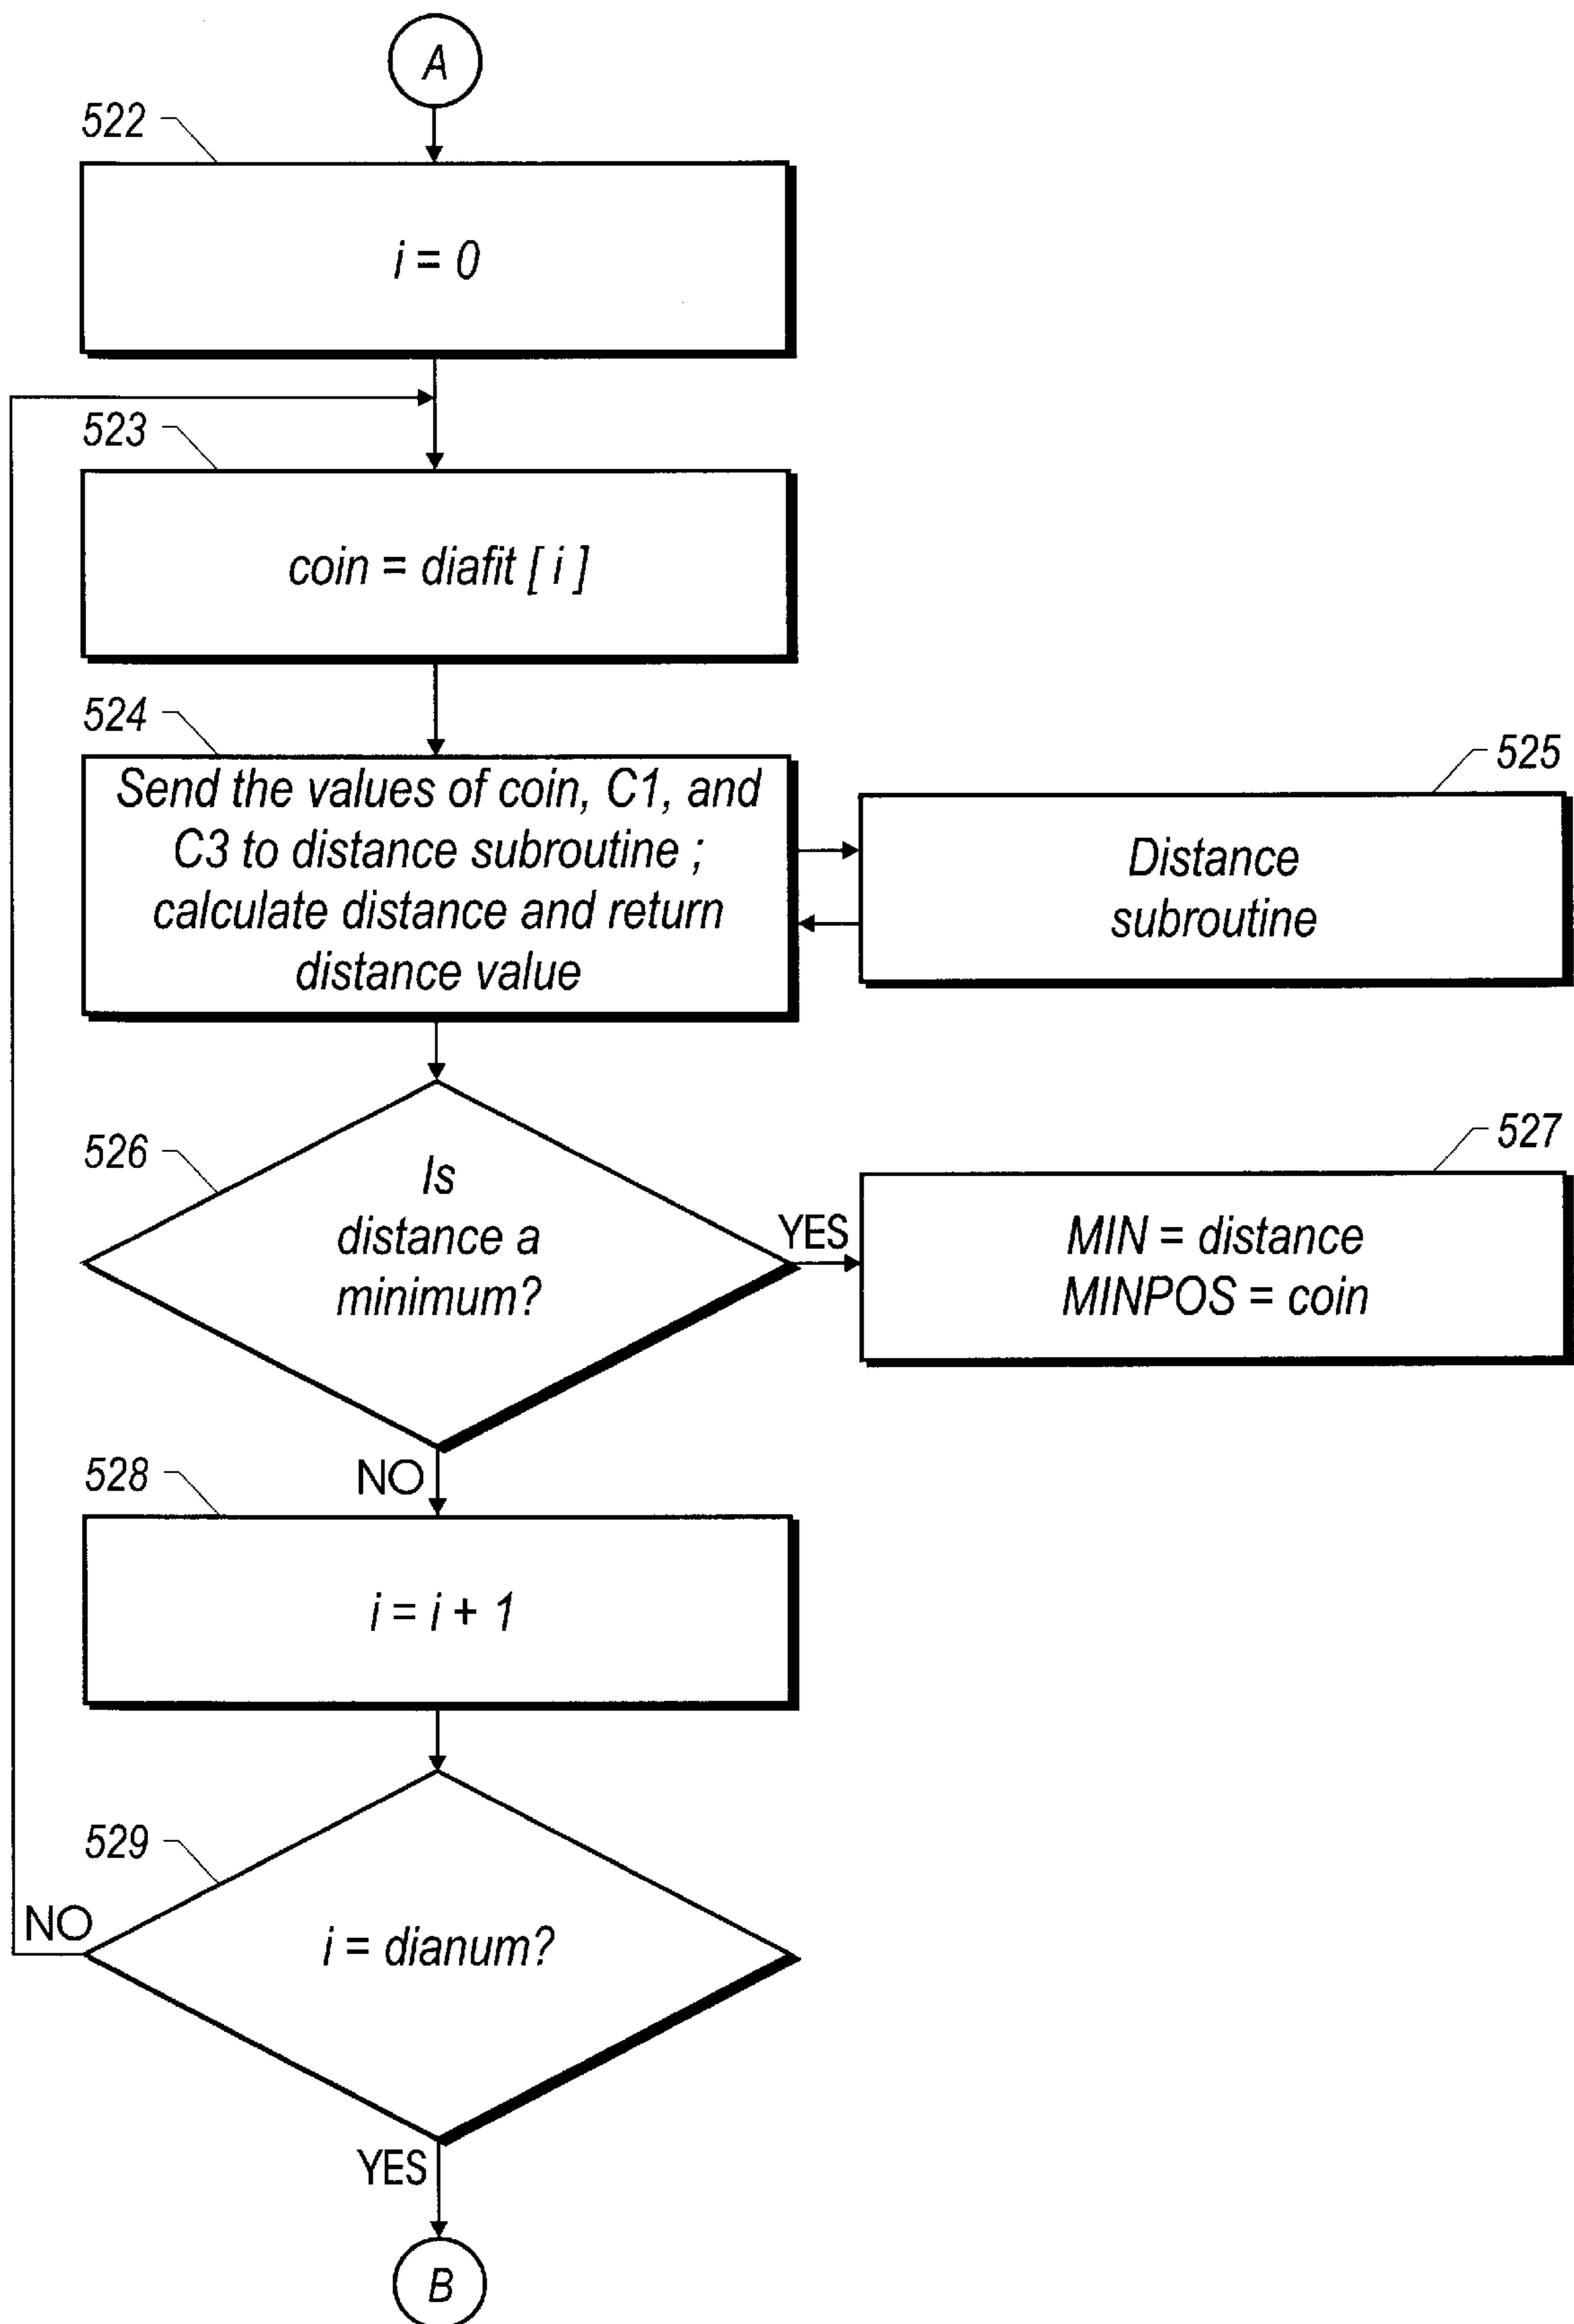 A
522
i = 0
523
coin = diafit [ i ]
524
Send the values of coin, C1, and
C3 to distance subroutine ;
calculate distance and return
distance value
525
Distance
subroutine
526
Is
distance a
minimum?
YES
527
MIN = distance
MINPOS = coin
NO
528
i = i + 1
529
NO
i = dianum?
YES
B